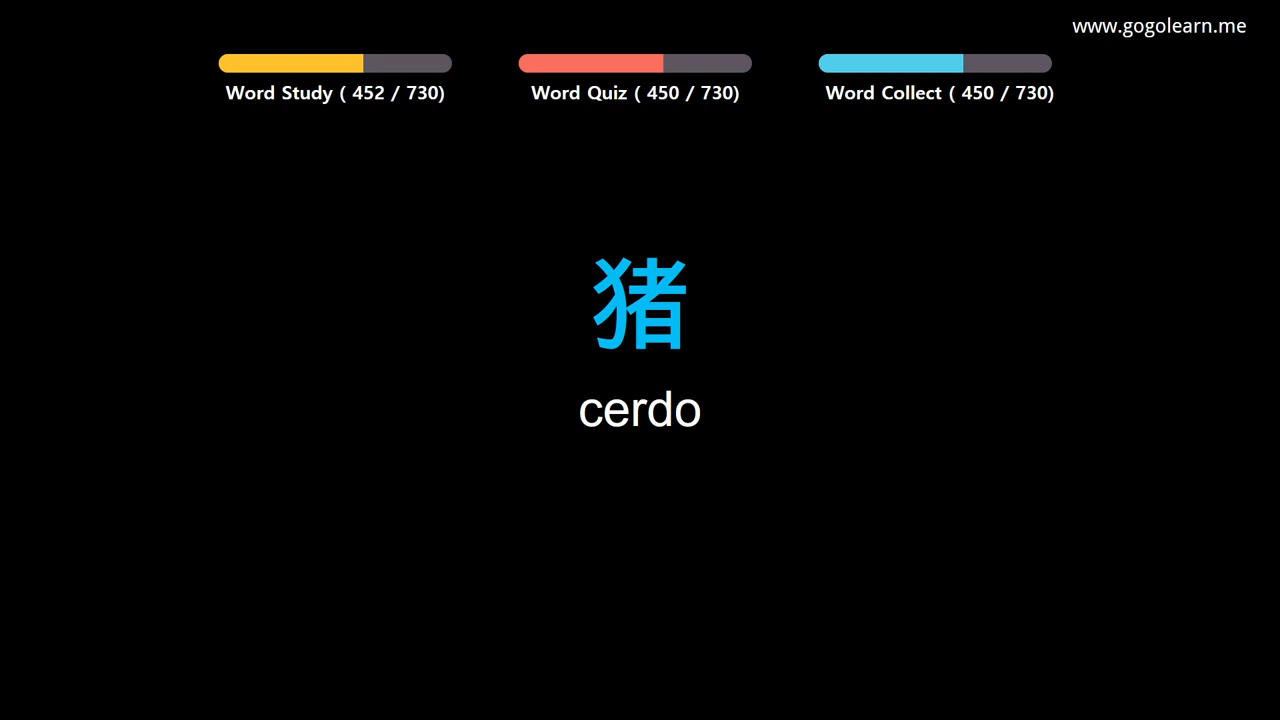 www.gogolearn.me
Word Study ( 452 / 730)
Word Quiz ( 450 / 730)
Word Collect ( 450 / 730)
猪
cerdo